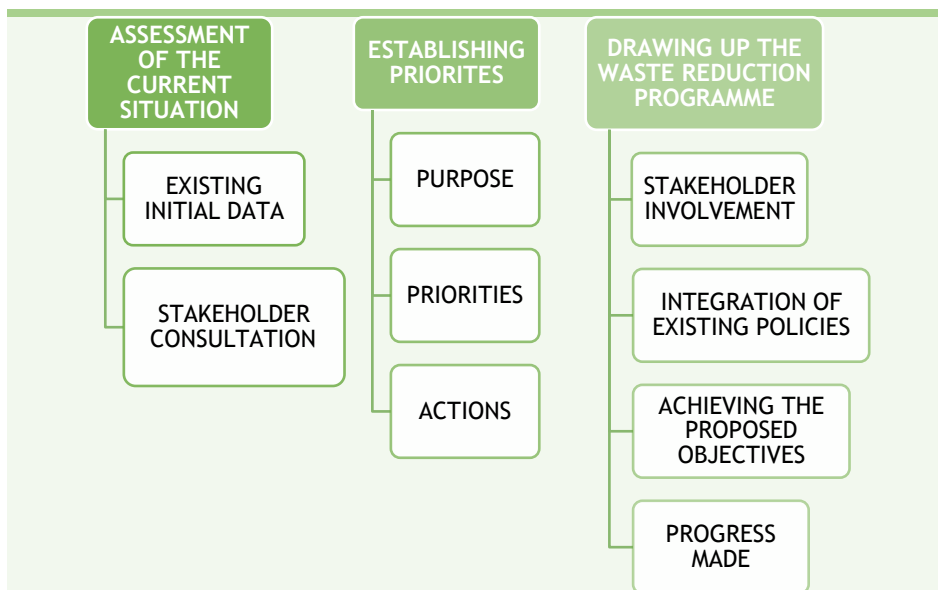 ASSESSMENT
OF THE
CURRENT
SITUATION
EXISTING
INITIAL DATA
STAKEHOLDER
CONSULTATION
ESTABLISHING
PRIORITES
PURPOSE
PRIORITIES
ACTIONS
DRAWING UP THE
WASTE REDUCTION
PROGRAMME
STAKEHOLDER
INVOLVEMENT
INTEGRATION OF
EXISTING POLICIES
ACHIEVING THE
PROPOSED
OBJECTIVES
PROGRESS
MADE